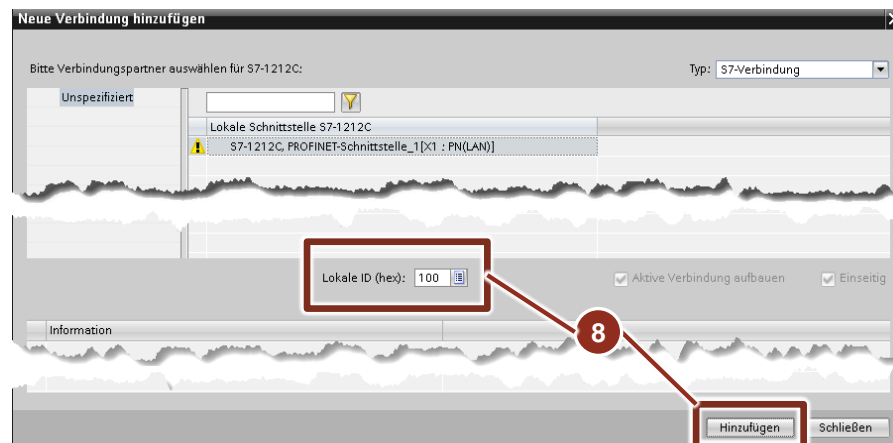 Neue Verbindung hinzufügen
Bitte Verbindungspartner auswählen für S7-1212C:
Typ: S7-Verbindung
Unspezifiziert
Lokale Schnittstelle S7-1212C
S7-1212C, PROFINET-Schnittstelle_1[X1 : PN(LAN)]
Lokale ID (hex): 100
Aktive Verbindung aufbauen
Einseitig
8
Information
Hinzufügen
Schließen